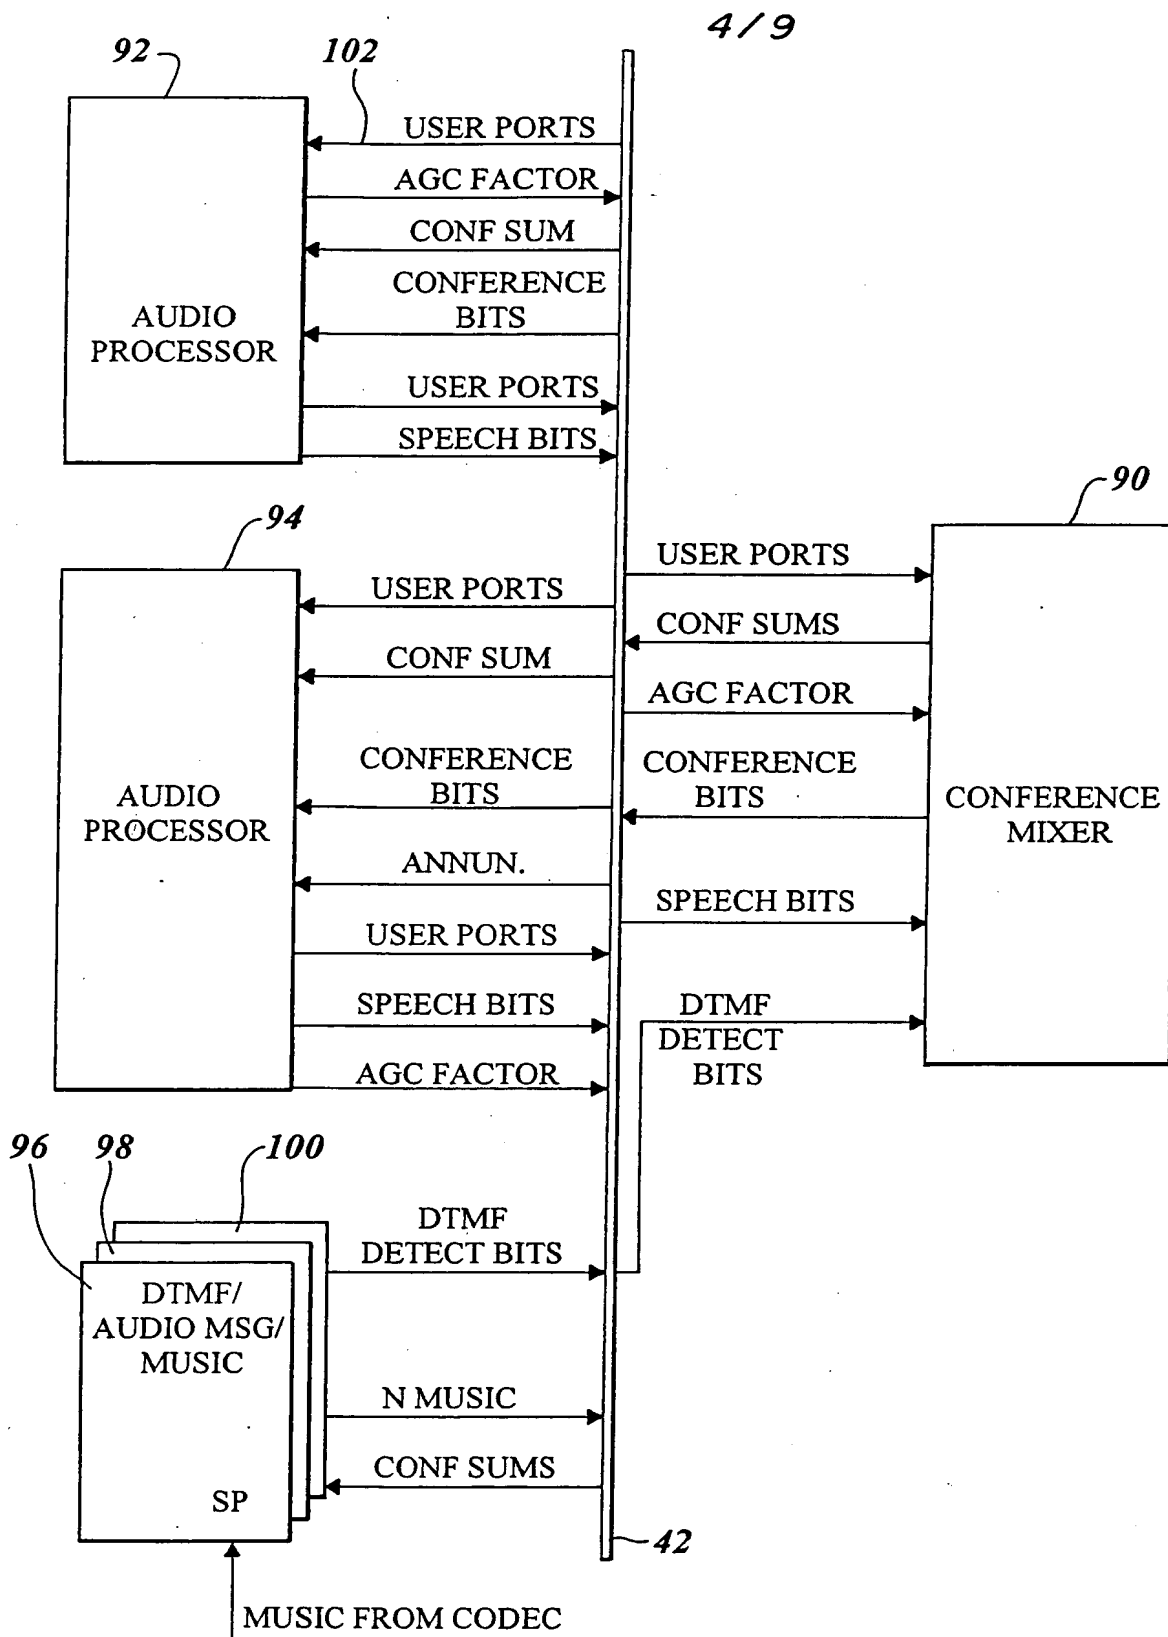 4/9
92
102
USER PORTS
AGC FACTOR
CONF SUM
CONFERENCE
BITS
AUDIO
PROCESSOR
USER PORTS
SPEECH BITS
94
90
USER PORTS
CONF SUM
CONFERENCE
BITS
AUDIO
PROCESSOR
ANNUN.
USER PORTS
SPEECH BITS
AGC FACTOR
USER PORTS
CONF SUMS
AGC FACTOR
CONFERENCE
BITS
CONFERENCE
MIXER
SPEECH BITS
DTMF
DETECT
BITS
96
98
100
DTMF
DETECT BITS
DTMF/
AUDIO MSG/
MUSIC
N MUSIC
CONF SUMS
SP
42
MUSIC FROM CODEC